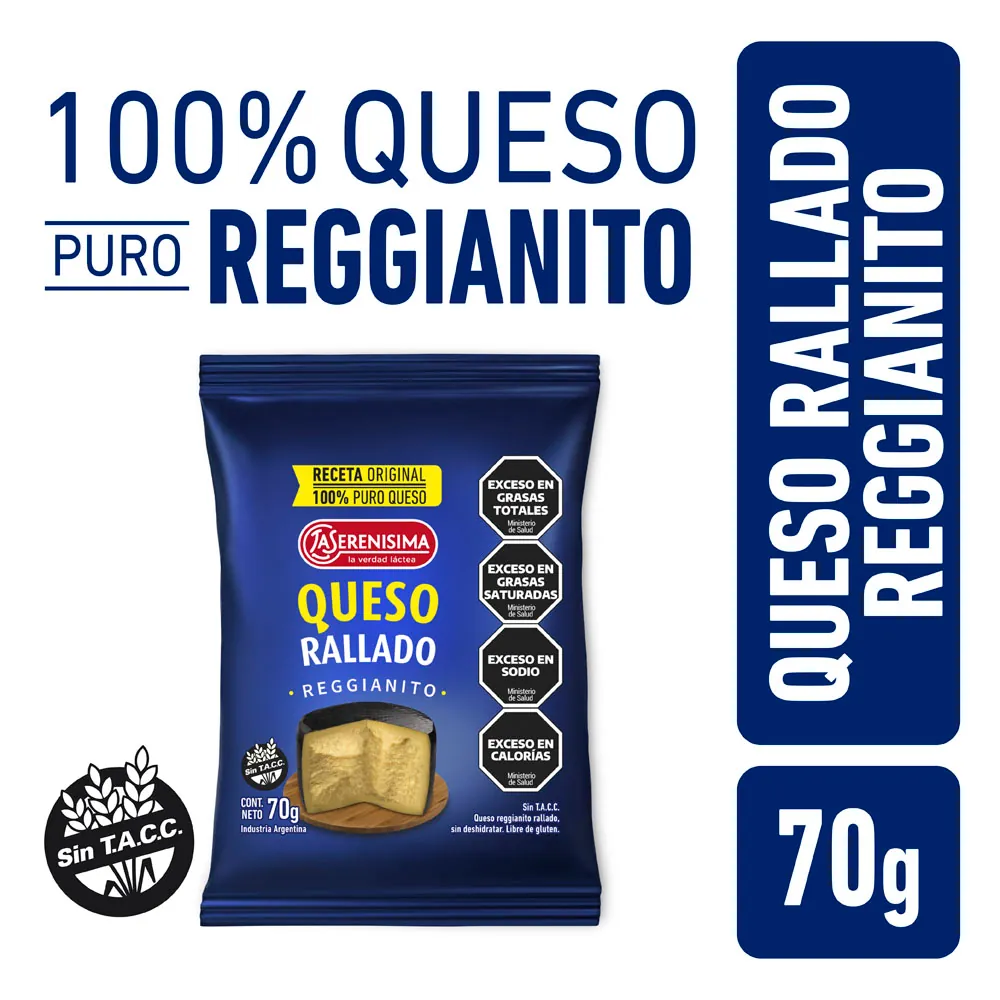 100% QUESO
PURO REGGIANITO
RECETA ORIGINAL
100% PURO QUESO
LASERENISIMA
la verdad láctea
QUESO
RALLADO
· REGGIANITO ·
Sin T.A.C.C.
CONT.
NETO 70g
Industria Argentina
EXCESO EN
GRASAS
TOTALES
Ministerio
de Salud
EXCESO EN
GRASAS
SATURADAS
Ministerio
de Salud
EXCESO EN
SODIO
Ministerio
de Salud
EXCESO EN
CALORÍAS
Ministerio
de Salud
Sin T.A.C.C.
Queso reggianito rallado,
sin deshidratar. Libre de gluten.
Sin T.A.C.C.
QUESO RALLADO
REGGIANITO
70g